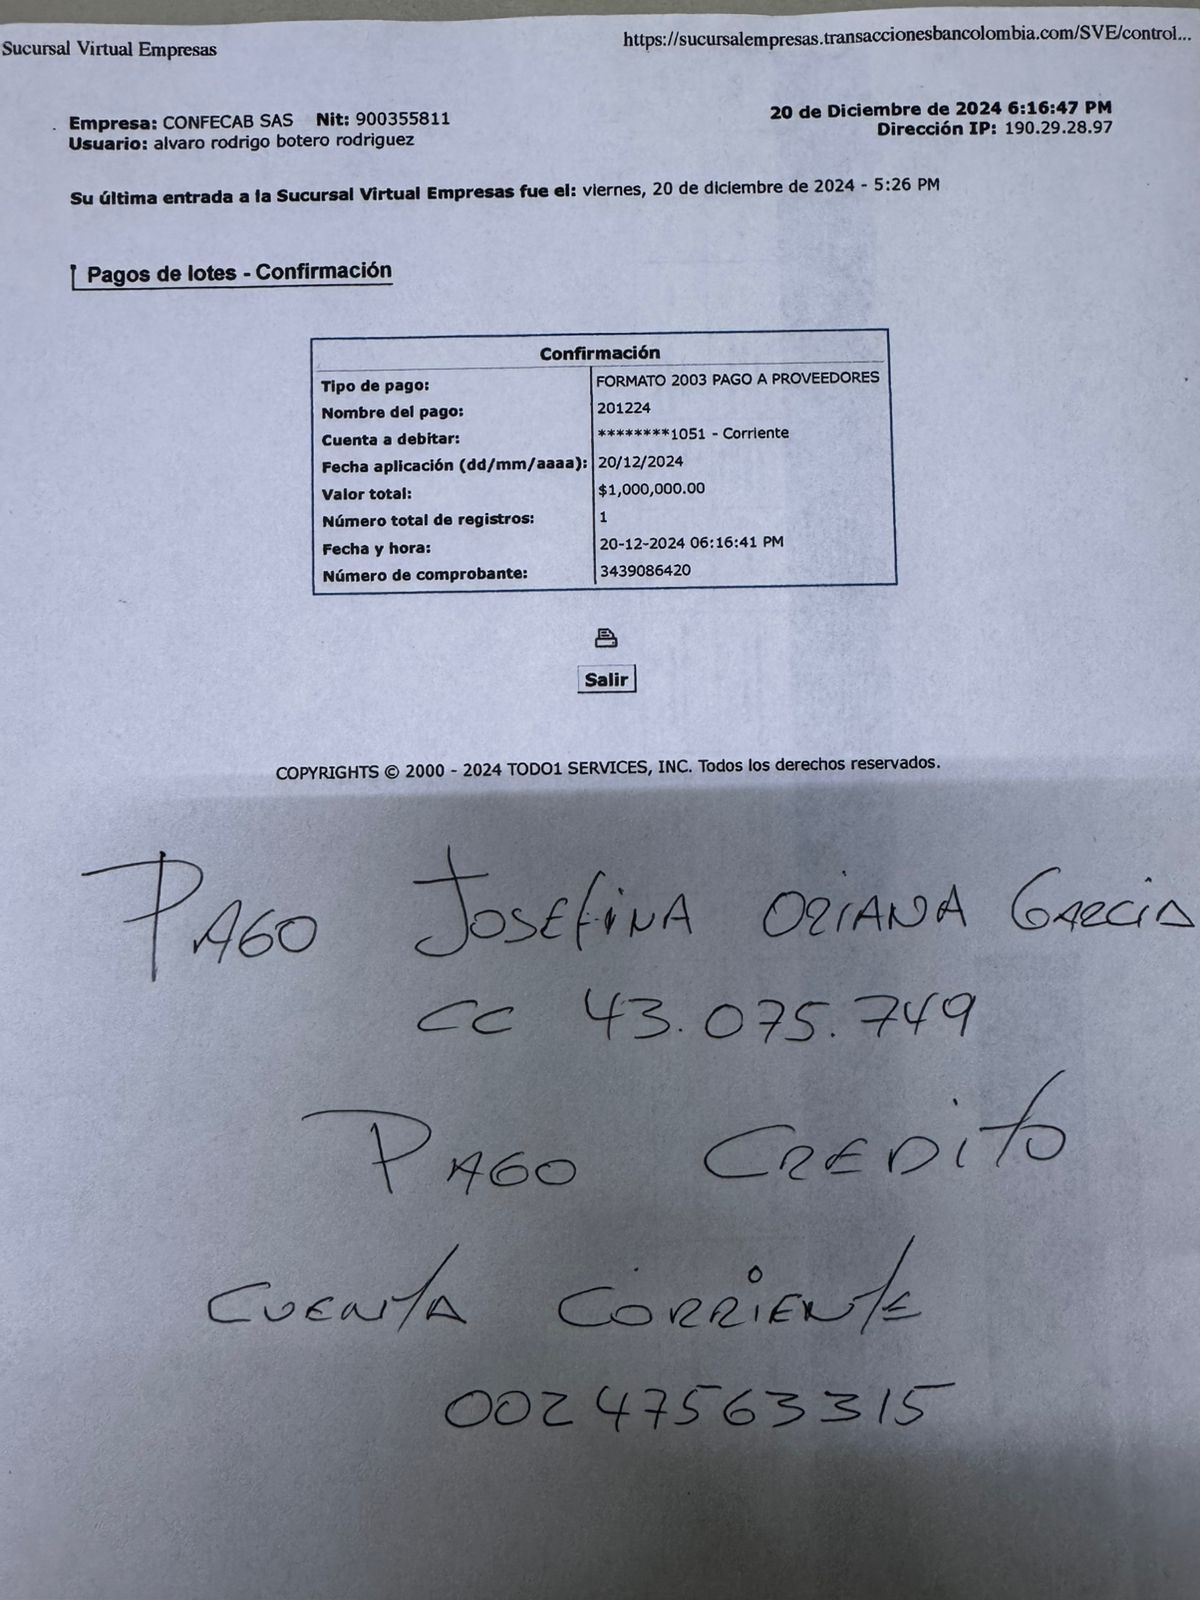 Sucursal Virtual Empresas
https://sucursalempresas.transaccionesbancolombia.com/SVE/control...
Empresa: CONFECAB SAS Nit: 900355811
20 de Diciembre de 2024 6:16:47 PM
Usuario: alvaro rodrigo botero rodriguez
Dirección IP: 190.29.28.97
Su última entrada a la Sucursal Virtual Empresas fue el: viernes, 20 de diciembre de 2024 - 5:26 PM
Pagos de lotes - Confirmación
Confirmación
Tipo de pago: FORMATO 2003 PAGO A PROVEEDORES
Nombre del pago: 201224
Cuenta a debitar: ********1051 - Corriente
Fecha aplicación (dd/mm/aaaa): 20/12/2024
Valor total: $1,000,000.00
Número total de registros: 1
Fecha y hora: 20-12-2024 06:16:41 PM
Número de comprobante: 3439086420
Salir
COPYRIGHTS © 2000 - 2024 TODO1 SERVICES, INC. Todos los derechos reservados.
PAGO JOSEFINA ORIANA GARCIA
CC 43.075.749
PAGO CREDITO
CUENTA CORRIENTE
00247563315